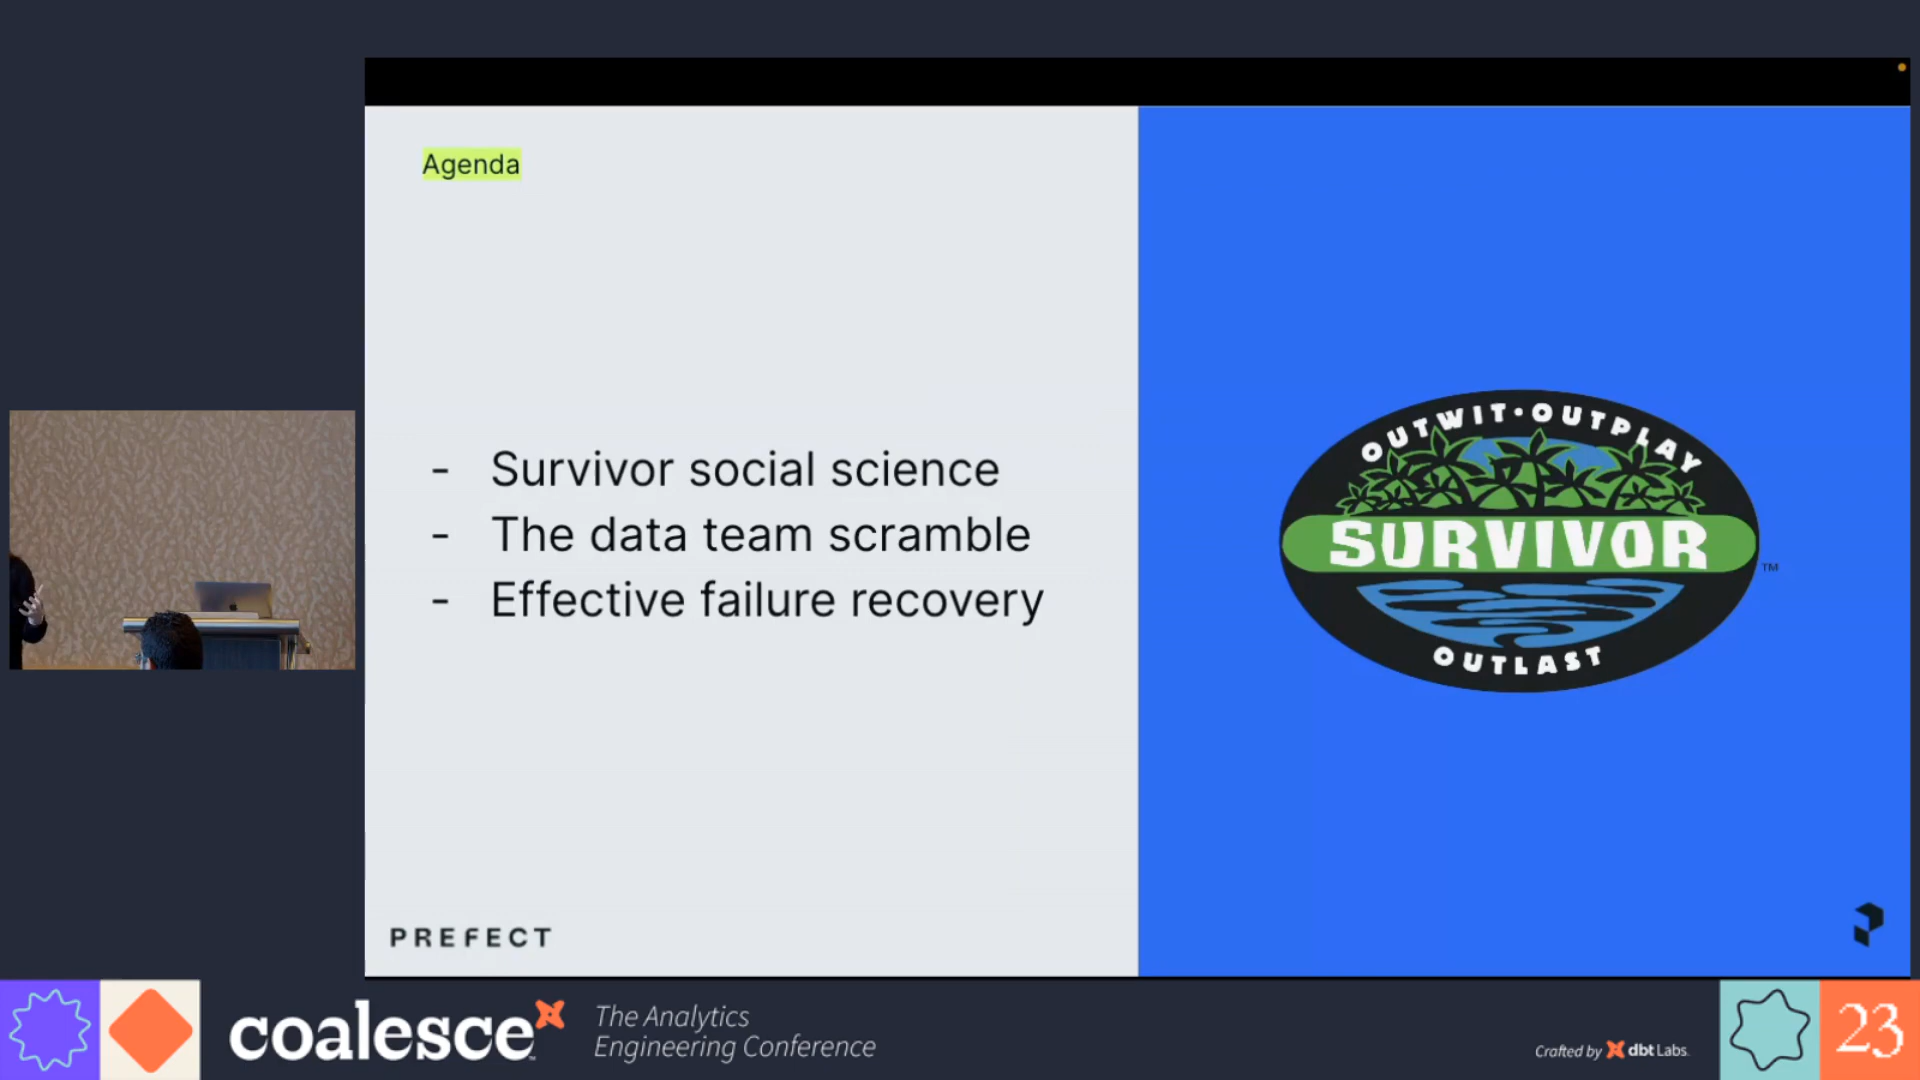 Agenda
- Survivor social science
- The data team scramble
- Effective failure recovery
OUTWIT•OUTPLAY
SURVIVOR
TM
OUTLAST
PREFECT
coalesce
The Analytics
Engineering Conference
Crafted by dbt Labs
23